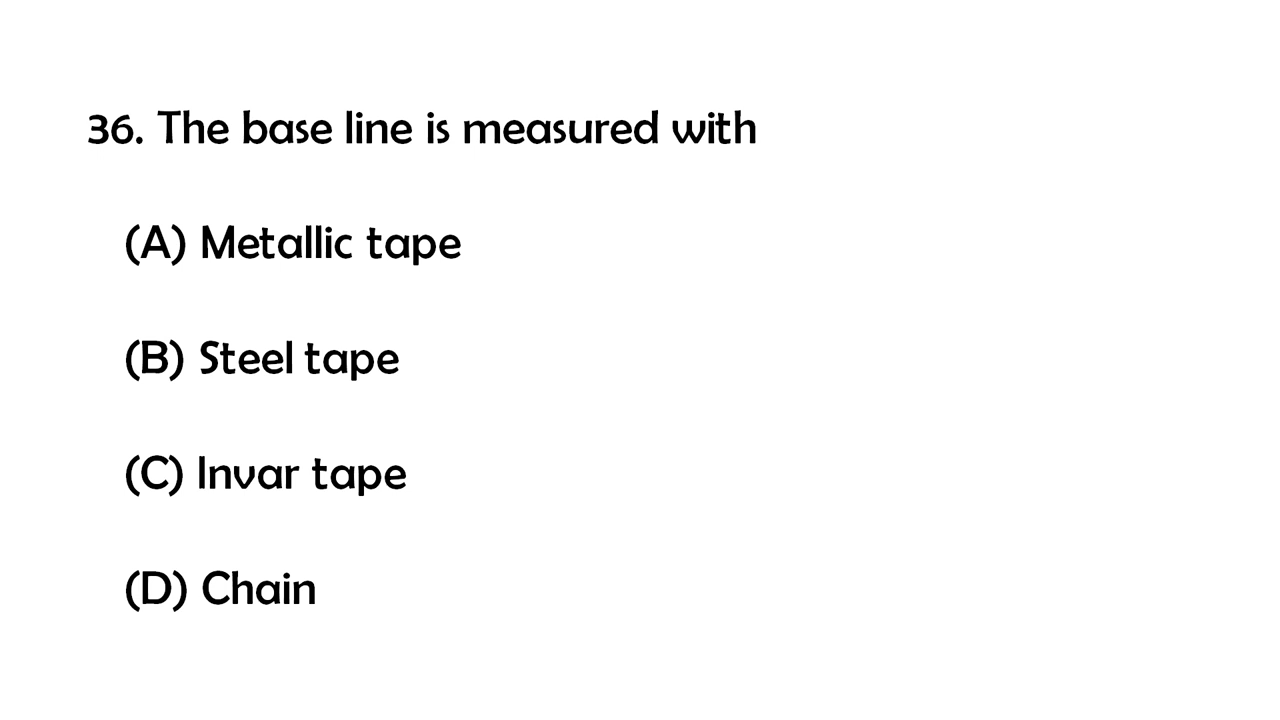 36. The base line is measured with
(A) Metallic tape
(B) Steel tape
(C) Invar tape
(D) Chain